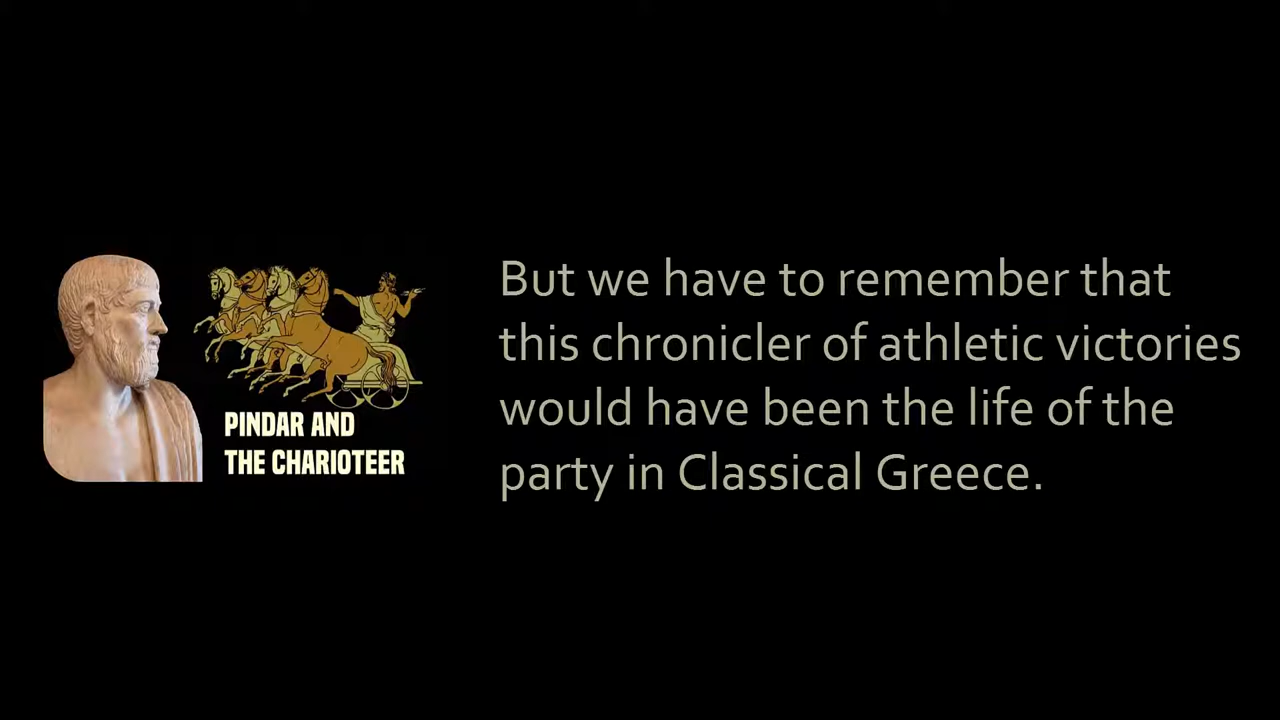 PINDAR AND
THE CHARIOTEER
But we have to remember that
this chronicler of athletic victories
would have been the life of the
party in Classical Greece.